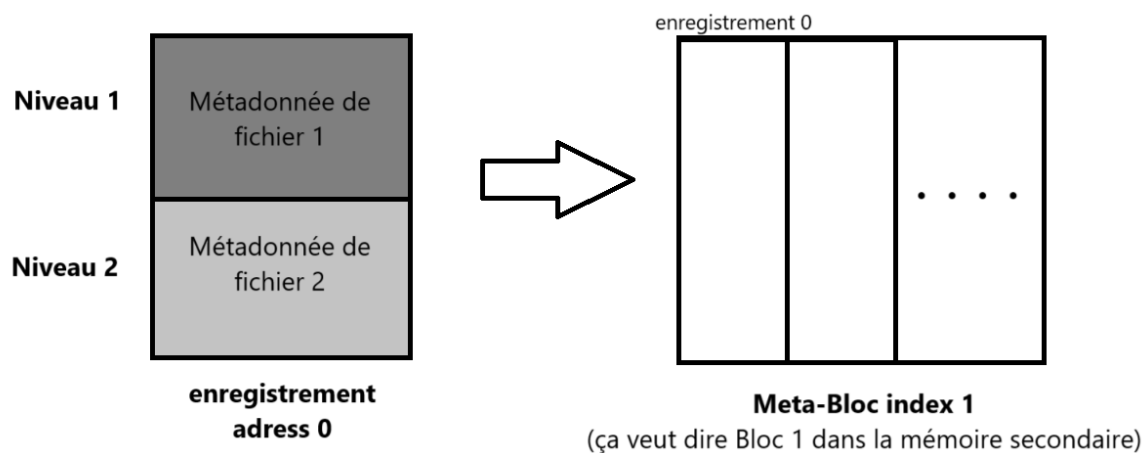 Niveau 1
Métadonnée de
fichier 1
Niveau 2
Métadonnée de
fichier 2
enregistrement
adress 0
enregistrement 0
. . . .
Meta-Bloc index 1
(ça veut dire Bloc 1 dans la mémoire secondaire)